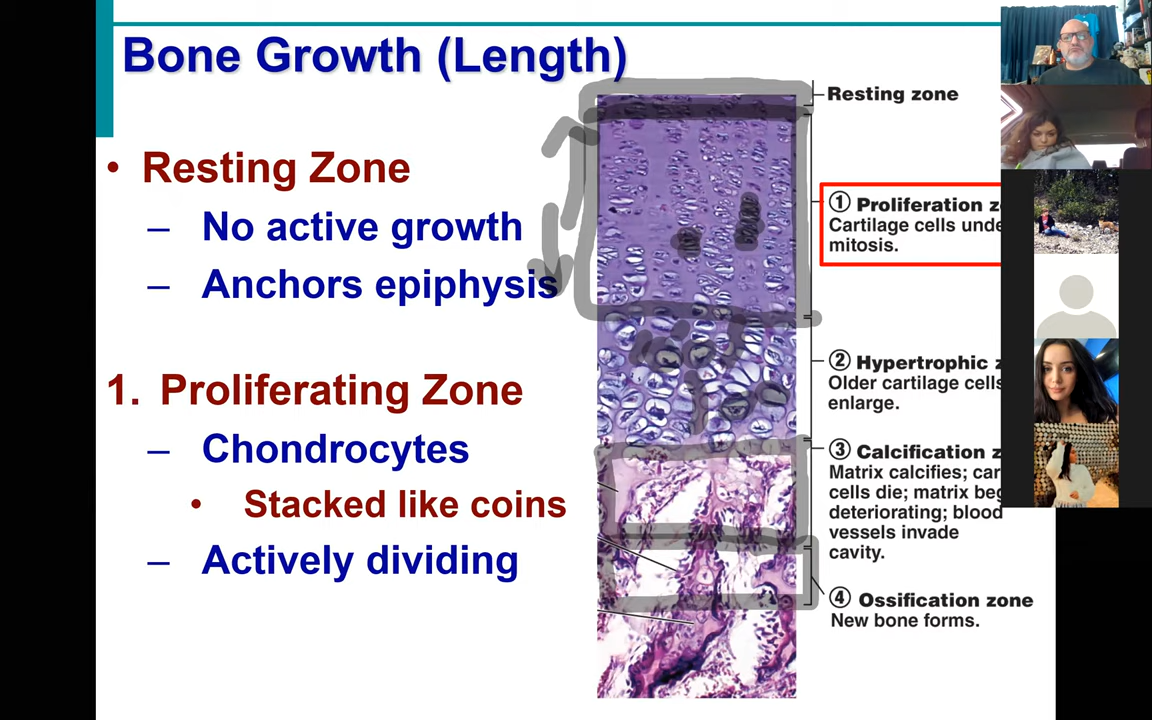 Bone Growth (Length)
• Resting Zone
– No active growth
– Anchors epiphysis
1. Proliferating Zone
– Chondrocytes
• Stacked like coins
– Actively dividing
Resting zone
① Proliferation z
Cartilage cells unde
mitosis.
② Hypertrophic z
Older cartilage cells
enlarge.
③ Calcification z
Matrix calcifies; car
cells die; matrix beg
deteriorating; blood
vessels invade
cavity.
④ Ossification zone
New bone forms.